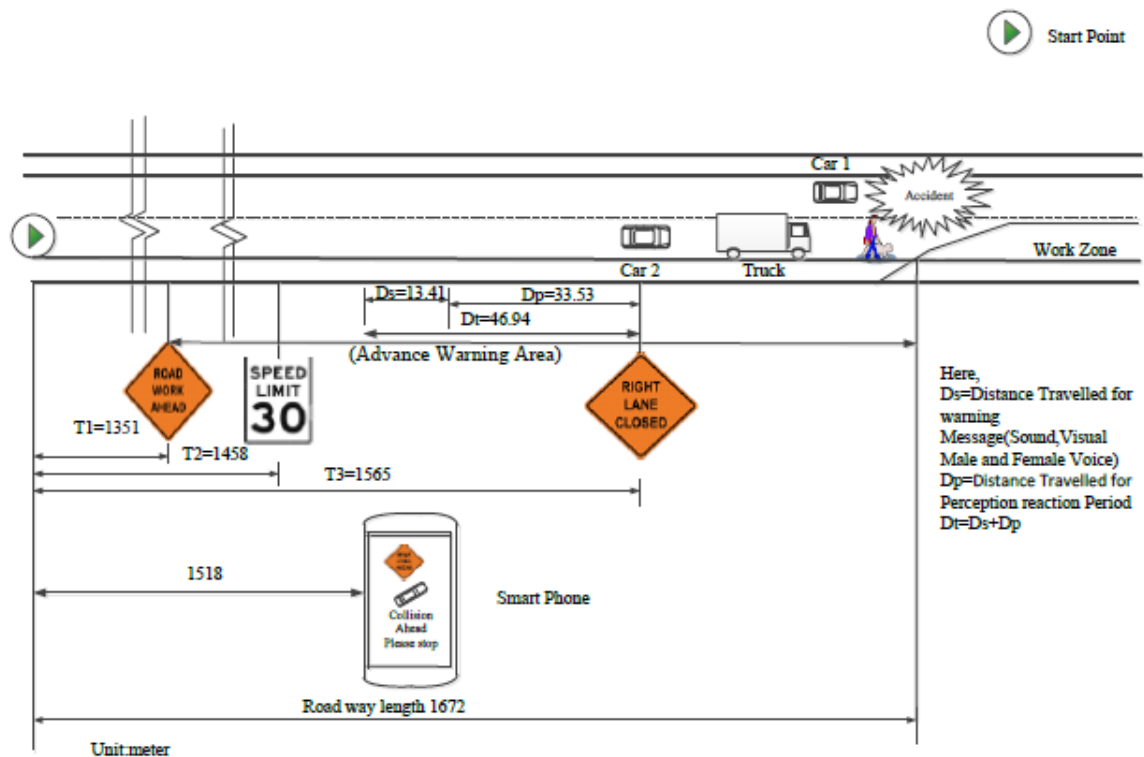 Start Point
Car 1
Accident
Work Zone
Car 2
Truck
Ds=13.41
Dp=33.53
Dt=46.94
(Advance Warning Area)
ROAD
WORK
AHEAD
SPEED
LIMIT
30
RIGHT
LANE
CLOSED
Here,
Ds=Distance Travelled for
warning
Message(Sound,Visual
Male and Female Voice)
Dp=Distance Travelled for
Perception reaction Period
Dt=Ds+Dp
T1=1351
T2=1458
T3=1565
1518
Collision
Ahead
Please stop
Smart Phone
Road way length 1672
Unit:meter